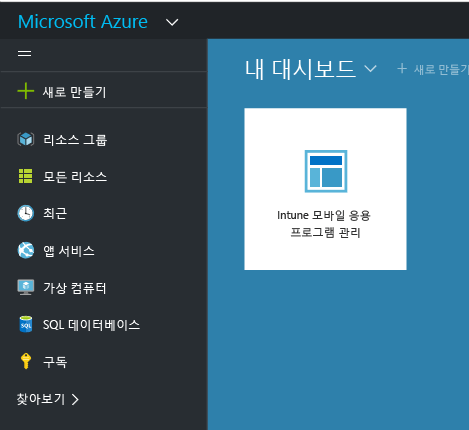 Microsoft Azure
새로 만들기
리소스 그룹
모든 리소스
최근
앱 서비스
가상 컴퓨터
SQL 데이터베이스
구독
찾아보기
내 대시보드
새로 만들기
Intune 모바일 응용
프로그램 관리